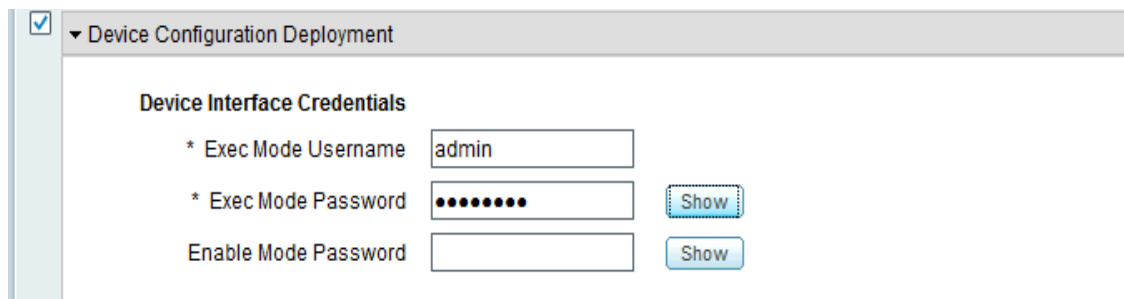 Device Configuration Deployment
Device Interface Credentials
* Exec Mode Username admin
* Exec Mode Password •••••••• Show
Enable Mode Password Show